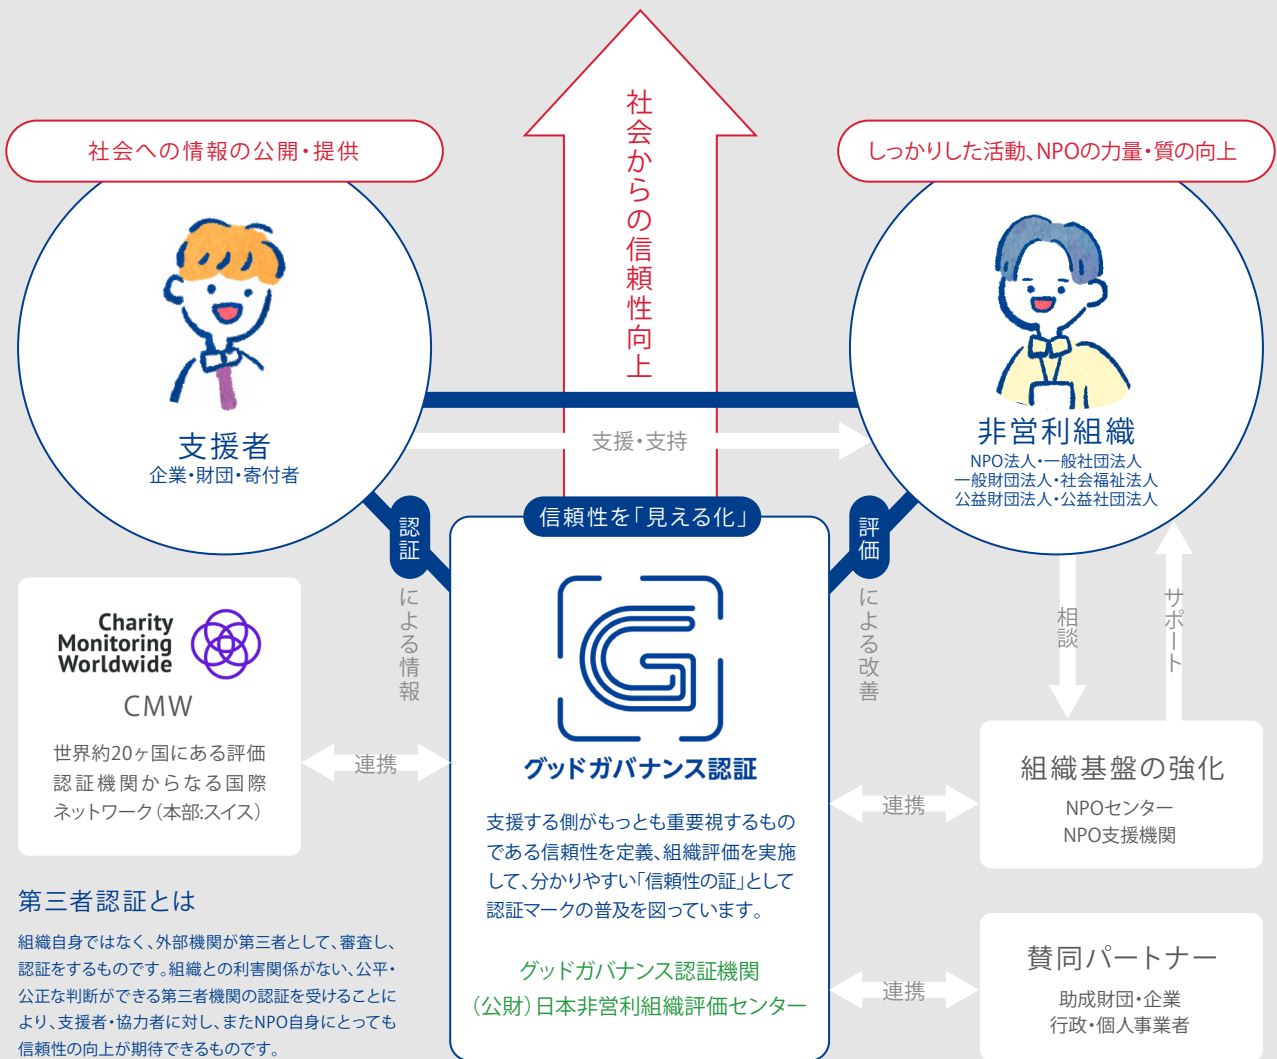 社会からの信頼性向上
社会への情報の公開・提供
しっかりした活動、NPOの力量・質の向上
支援者
企業・財団・寄付者
支援・支持
非営利組織
NPO法人・一般社団法人
一般財団法人・社会福祉法人
公益財団法人・公益社団法人
認証
による情報
信頼性を「見える化」
評価
による改善
相談
サポート
Charity
Monitoring
Worldwide
CMW
世界約20ヶ国にある評価
認証機関からなる国際
ネットワーク（本部:スイス）
連携
G
グッドガバナンス認証
支援する側がもっとも重要視するもの
である信頼性を定義、組織評価を実施
して、分かりやすい「信頼性の証」として
認証マークの普及を図っています。
グッドガバナンス認証機関
（公財）日本非営利組織評価センター
連携
組織基盤の強化
NPOセンター
NPO支援機関
連携
賛同パートナー
助成財団・企業
行政・個人事業者
第三者認証とは
組織自身ではなく、外部機関が第三者として、審査し、
認証をするものです。組織との利害関係がない、公平・
公正な判断ができる第三者機関の認証を受けることに
より、支援者・協力者に対し、またNPO自身にとっても
信頼性の向上が期待できるものです。